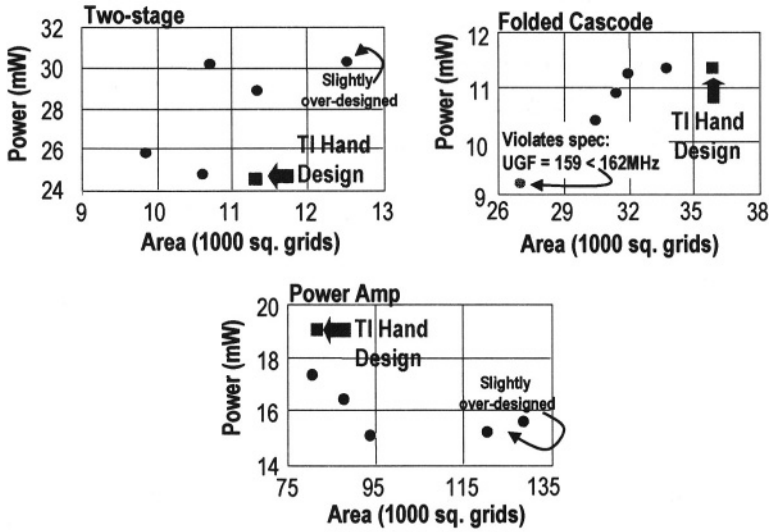 Two-stage
Power (mW)
32
30
28
26
24
Slightly
over-designed
TI Hand
Design
9 10 11 12 13
Area (1000 sq. grids)
Folded Cascode
Power (mW)
12
11
10
9
TI Hand
Design
Violates spec:
UGF = 159 < 162MHz
26 29 32 35 38
Area (1000 sq. grids)
Power Amp
Power (mW)
20
18
16
14
TI Hand
Design
Slightly
over-designed
75 95 115 135
Area (1000 sq. grids)